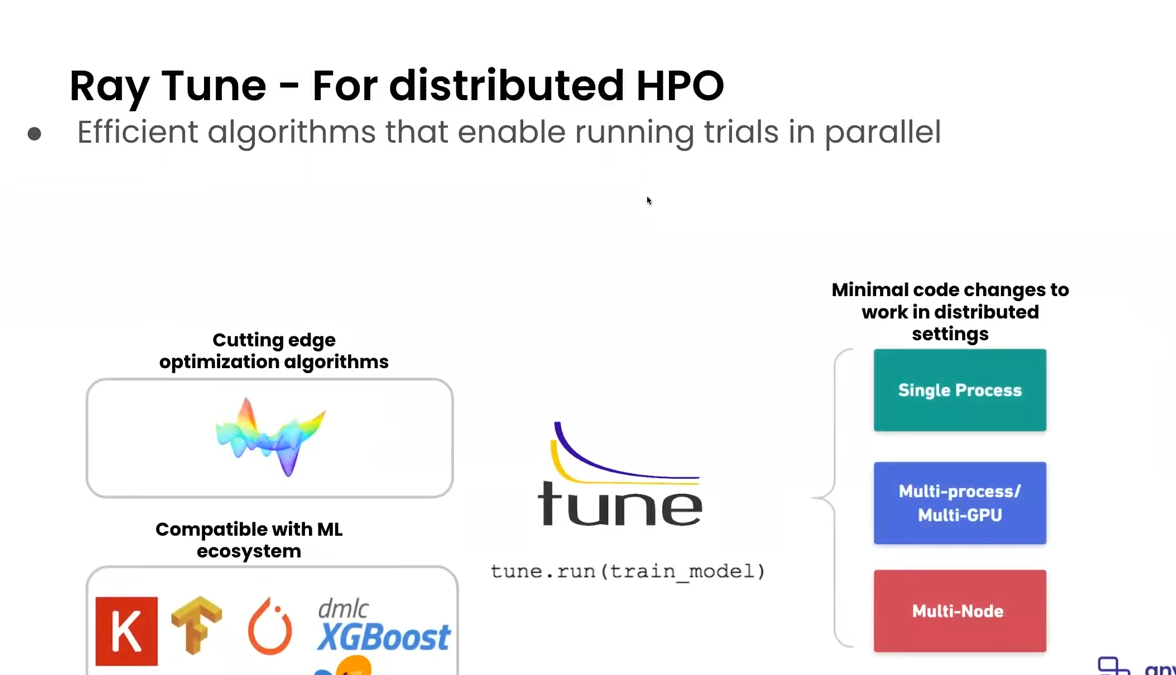 Ray Tune - For distributed HPO
● Efficient algorithms that enable running trials in parallel
Cutting edge
optimization algorithms
Compatible with ML
ecosystem
K
dmlc
XGBoost
tune
tune.run(train_model)
Minimal code changes to
work in distributed
settings
Single Process
Multi-process/
Multi-GPU
Multi-Node